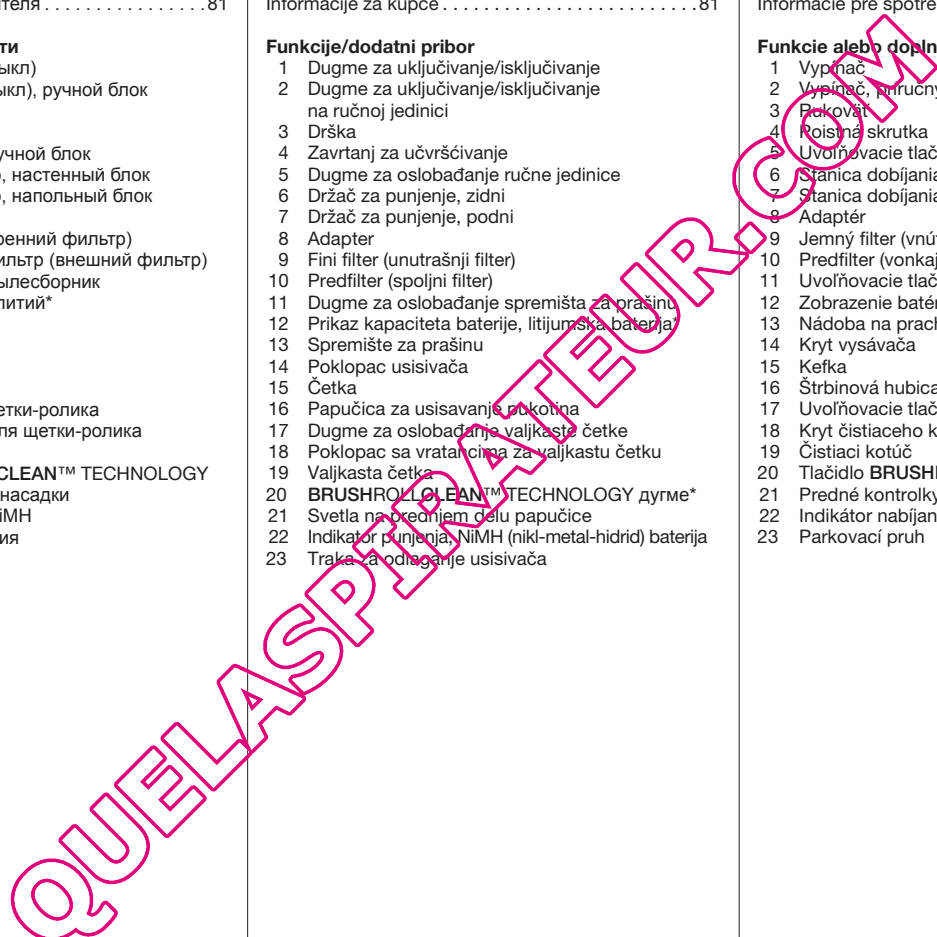 теля . . . . . . . . . . . . . . . . 81
ти
ыкл)
ыкл), ручной блок
учной блок
о, настенный блок
о, напольный блок
ренний фильтр)
ильтр (внешний фильтр)
ылесборник
литий*
етки-ролика
ля щетки-ролика
CLEAN™ TECHNOLOGY
насадки
iMH
ия
Informacije za kupce . . . . . . . . . . . . . . . . . . . . . . . . . 81
Funkcije/dodatni pribor
1 Dugme za uključivanje/isključivanje
2 Dugme za uključivanje/isključivanje
na ručnoj jedinici
3 Drška
4 Zavrtanj za učvršćivanje
5 Dugme za oslobađanje ručne jedinice
6 Držač za punjenje, zidni
7 Držač za punjenje, podni
8 Adapter
9 Fini filter (unutrašnji filter)
10 Predfilter (spoljni filter)
11 Dugme za oslobađanje spremišta za prašinu
12 Prikaz kapaciteta baterije, litijumska baterija*
13 Spremište za prašinu
14 Poklopac usisivača
15 Četka
16 Papučica za usisavanje pukotina
17 Dugme za oslobađanje valjkaste četke
18 Poklopac sa vratancima za valjkastu četku
19 Valjkasta četka
20 BRUSHROLLCLEAN™ TECHNOLOGY дугме*
21 Svetla na prednjem delu papučice
22 Indikator punjenja, NiMH (nikl-metal-hidrid) baterija
23 Traka za odlaganje usisivača
Informácie pre spotre
Funkcie alebo dopln
1 Vypínač
2 Vypínač, príručný
3 Rukoväť
4 Poistná skrutka
5 Uvoľňovacie tlač
6 Stanica dobíjania
7 Stanica dobíjania
8 Adaptér
9 Jemný filter (vnút
10 Predfilter (vonkaj
11 Uvoľňovacie tlač
12 Zobrazenie batér
13 Nádoba na prach
14 Kryt vysávača
15 Kefka
16 Štrbinová hubica
17 Uvoľňovacie tlač
18 Kryt čistiaceho k
19 Čistiaci kotúč
20 Tlačidlo BRUSH
21 Predné kontrolky
22 Indikátor nabíjan
23 Parkovací pruh
QUELASPIRATEUR.COM